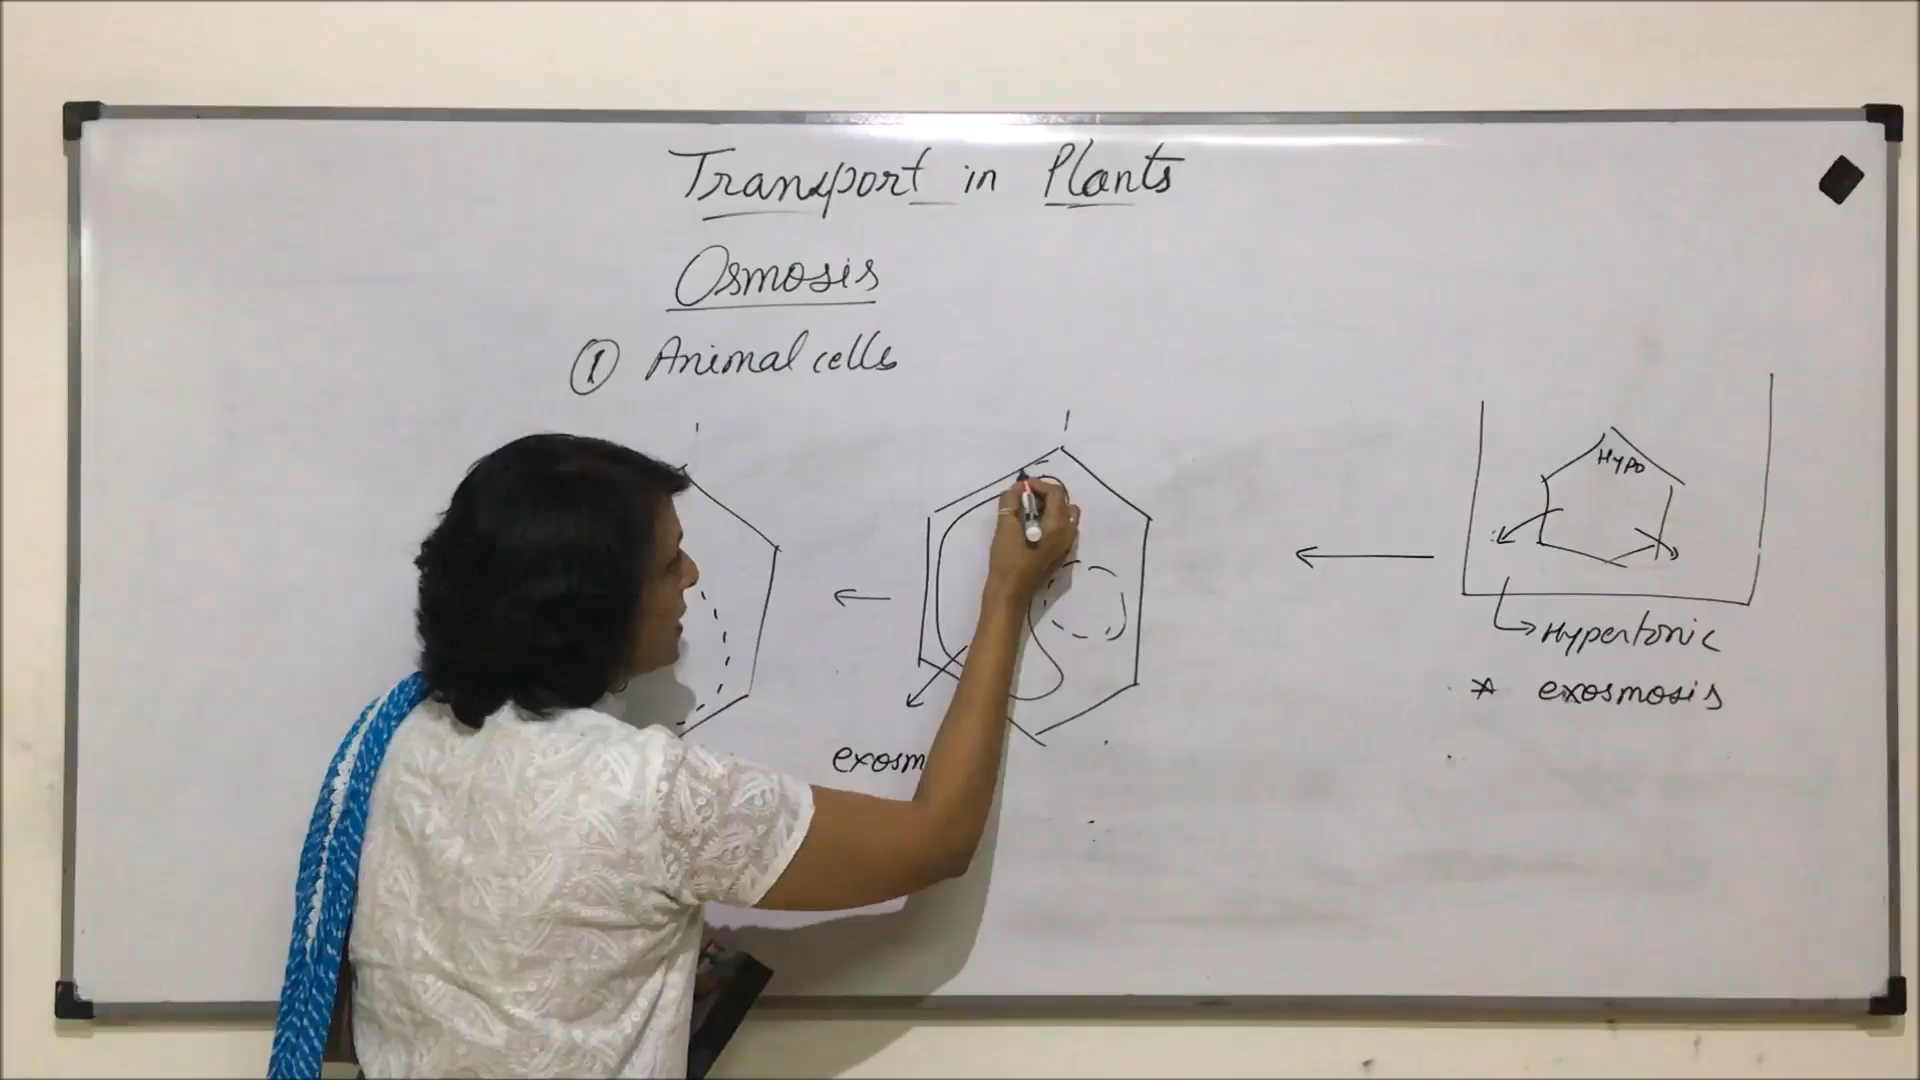 Transport in Plants
Osmosis
① Animal cells
Hypo
Hypertonic
* exosmosis
exosm